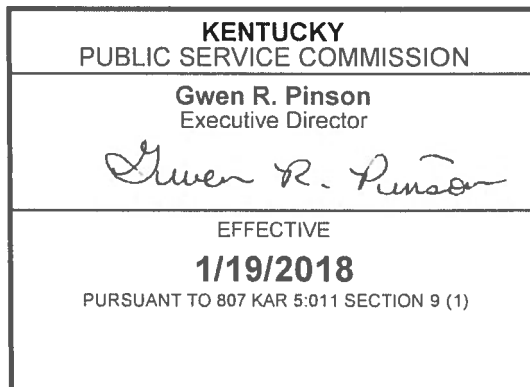 KENTUCKY
PUBLIC SERVICE COMMISSION
Gwen R. Pinson
Executive Director
Gwen R. Pinson
EFFECTIVE
1/19/2018
PURSUANT TO 807 KAR 5:011 SECTION 9 (1)